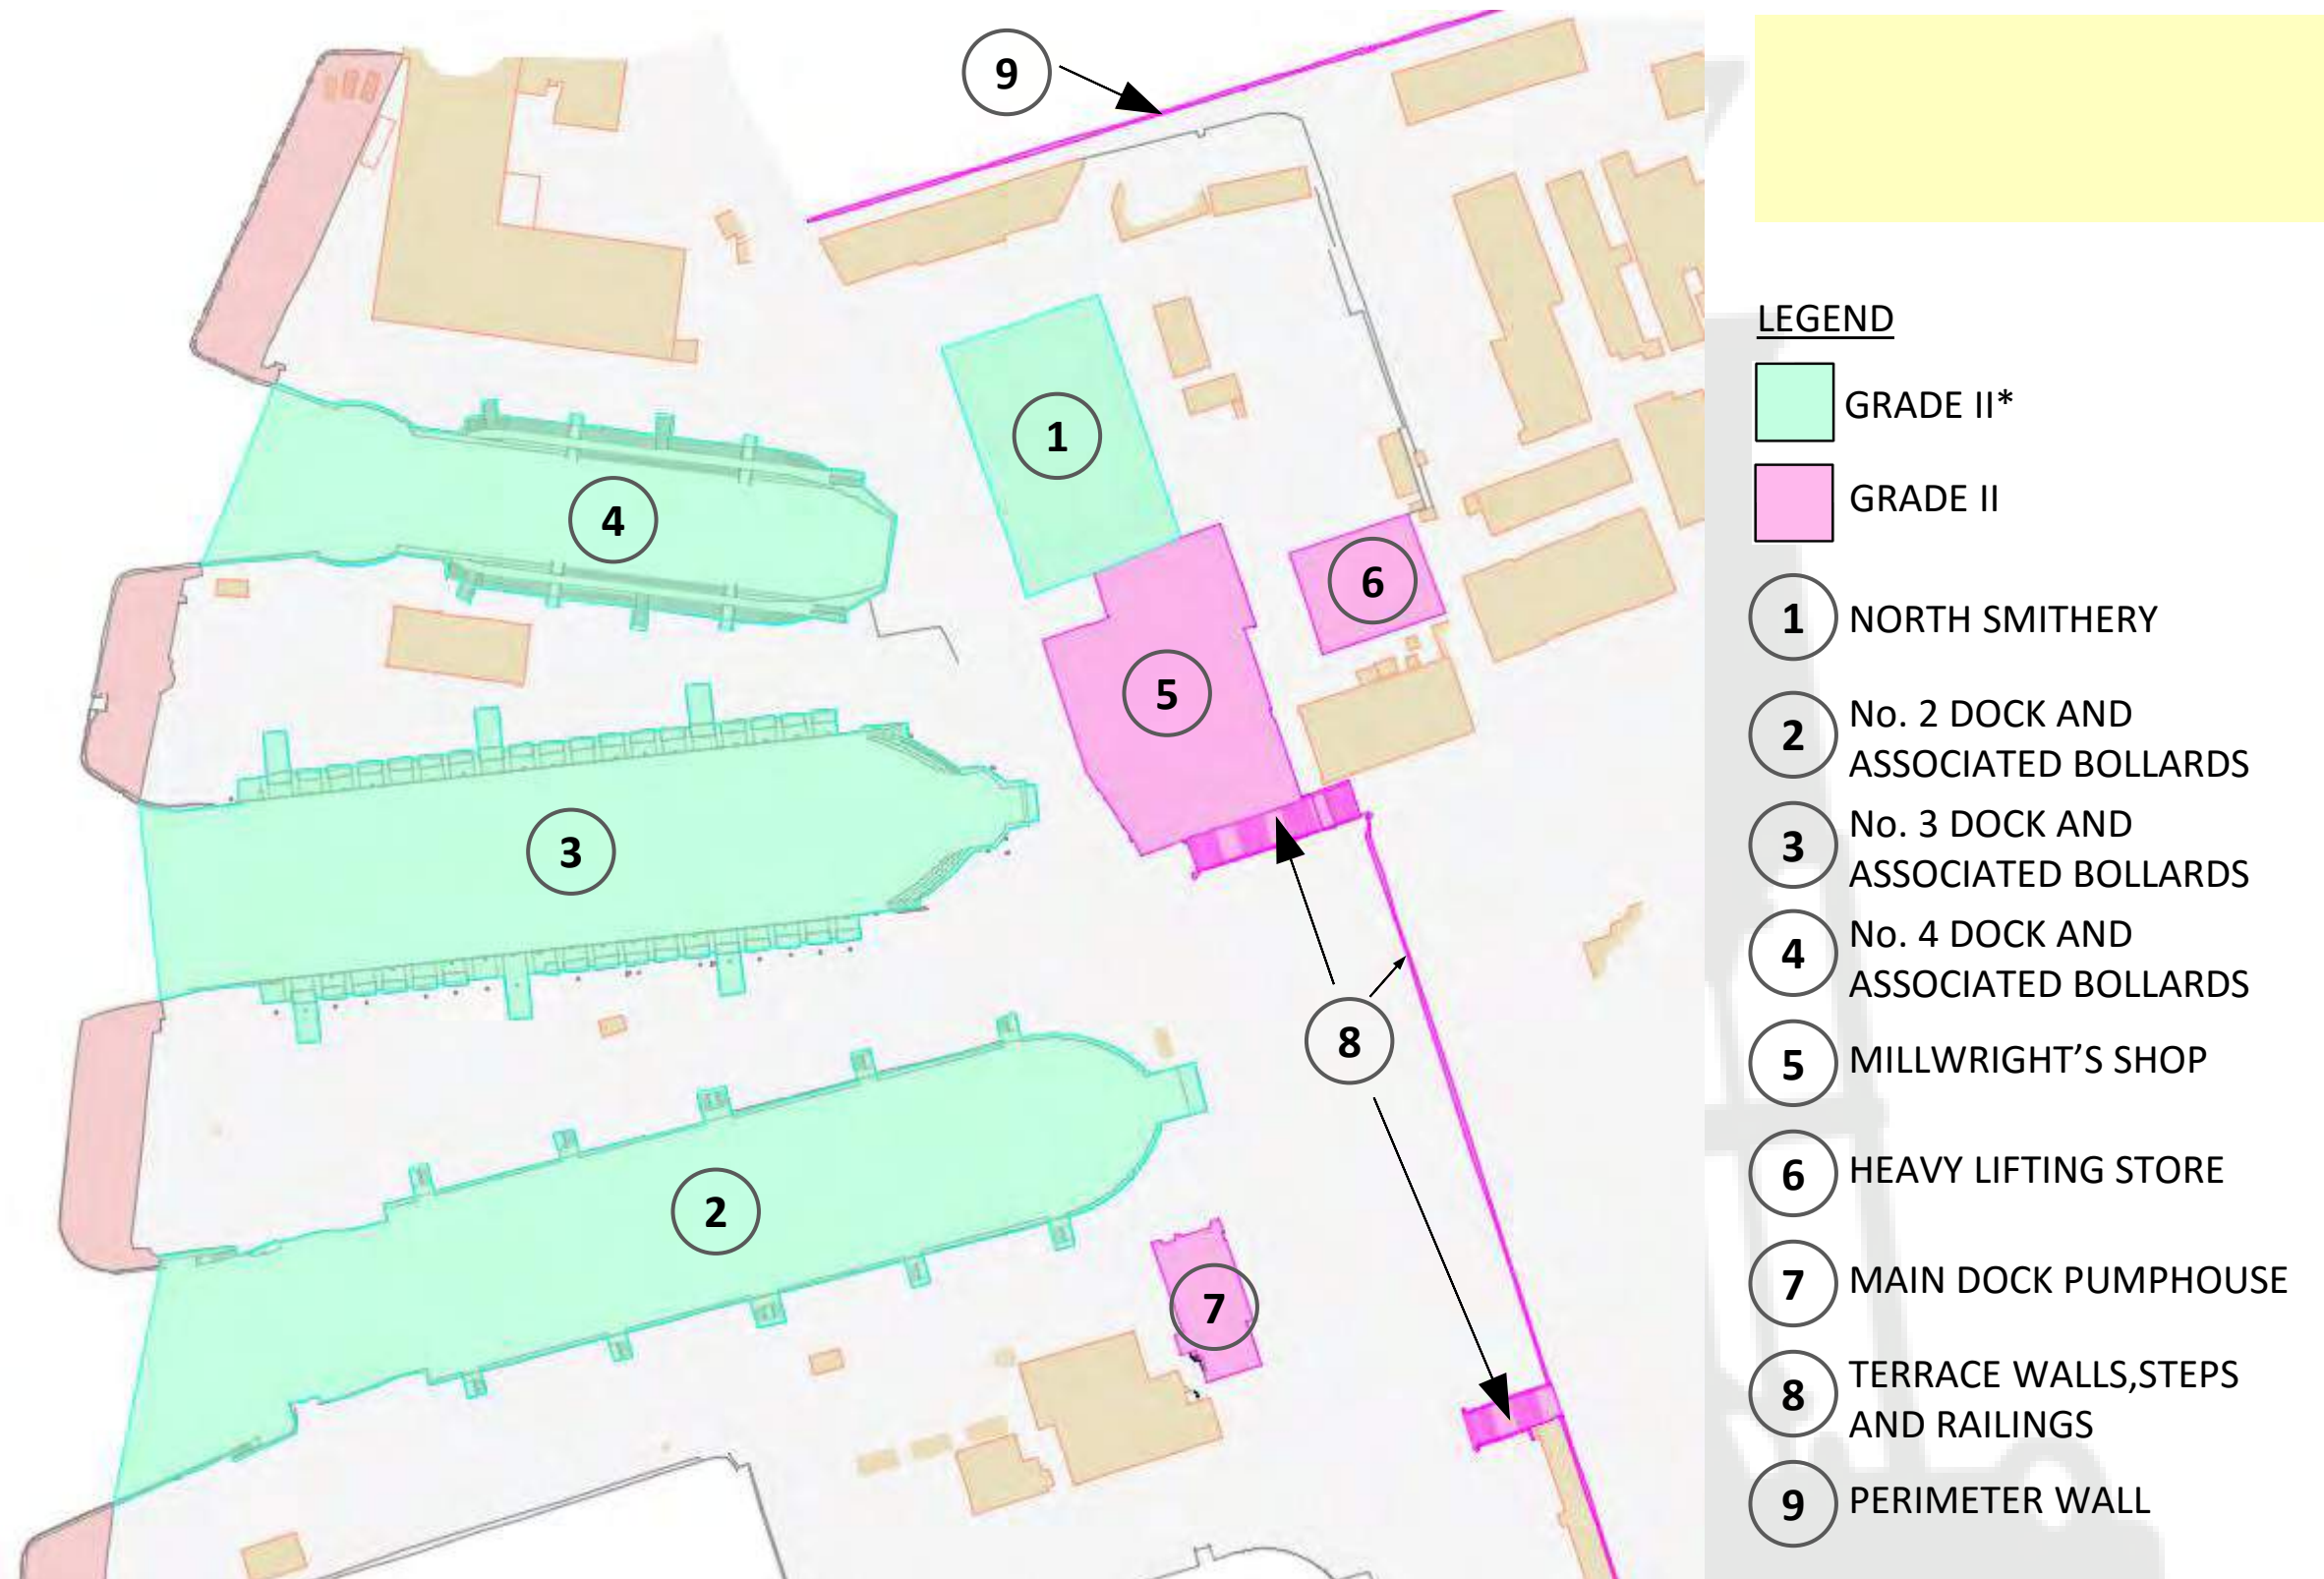 9
1
4
6
5
3
8
2
7
LEGEND
GRADE II*
GRADE II
1 NORTH SMITHERY
2 No. 2 DOCK AND
ASSOCIATED BOLLARDS
3 No. 3 DOCK AND
ASSOCIATED BOLLARDS
4 No. 4 DOCK AND
ASSOCIATED BOLLARDS
5 MILLWRIGHT’S SHOP
6 HEAVY LIFTING STORE
7 MAIN DOCK PUMPHOUSE
8 TERRACE WALLS,STEPS
AND RAILINGS
9 PERIMETER WALL